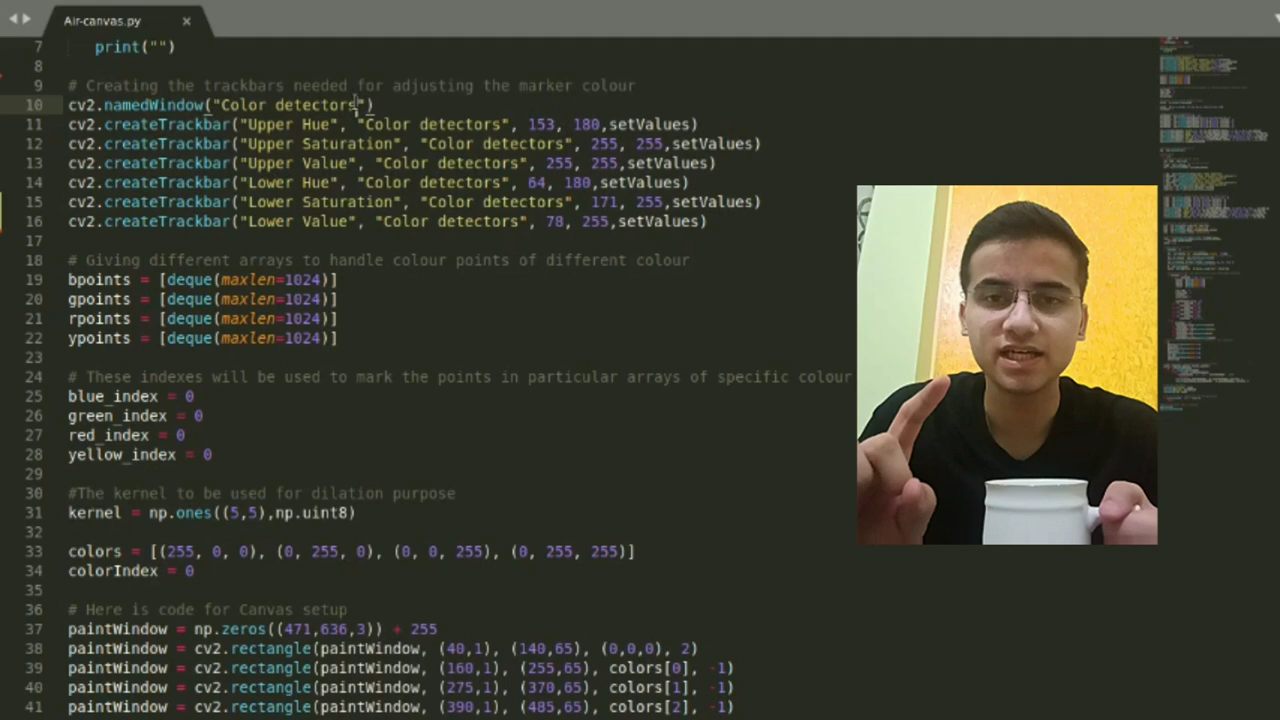 Air-canvas.py
7 print("")
8
9 # Creating the trackbars needed for adjusting the marker colour
10 cv2.namedWindow("Color detectors")
11 cv2.createTrackbar("Upper Hue", "Color detectors", 153, 180,setValues)
12 cv2.createTrackbar("Upper Saturation", "Color detectors", 255, 255,setValues)
13 cv2.createTrackbar("Upper Value", "Color detectors", 255, 255,setValues)
14 cv2.createTrackbar("Lower Hue", "Color detectors", 64, 180,setValues)
15 cv2.createTrackbar("Lower Saturation", "Color detectors", 171, 255,setValues)
16 cv2.createTrackbar("Lower Value", "Color detectors", 78, 255,setValues)
17
18 # Giving different arrays to handle colour points of different colour
19 bpoints = [deque(maxlen=1024)]
20 gpoints = [deque(maxlen=1024)]
21 rpoints = [deque(maxlen=1024)]
22 ypoints = [deque(maxlen=1024)]
23
24 # These indexes will be used to mark the points in particular arrays of specific colour
25 blue_index = 0
26 green_index = 0
27 red_index = 0
28 yellow_index = 0
29
30 #The kernel to be used for dilation purpose
31 kernel = np.ones((5,5),np.uint8)
32
33 colors = [(255, 0, 0), (0, 255, 0), (0, 0, 255), (0, 255, 255)]
34 colorIndex = 0
35
36 # Here is code for Canvas setup
37 paintWindow = np.zeros((471,636,3)) + 255
38 paintWindow = cv2.rectangle(paintWindow, (40,1), (140,65), (0,0,0), 2)
39 paintWindow = cv2.rectangle(paintWindow, (160,1), (255,65), colors[0], -1)
40 paintWindow = cv2.rectangle(paintWindow, (275,1), (370,65), colors[1], -1)
41 paintWindow = cv2.rectangle(paintWindow, (390,1), (485,65), colors[2], -1)